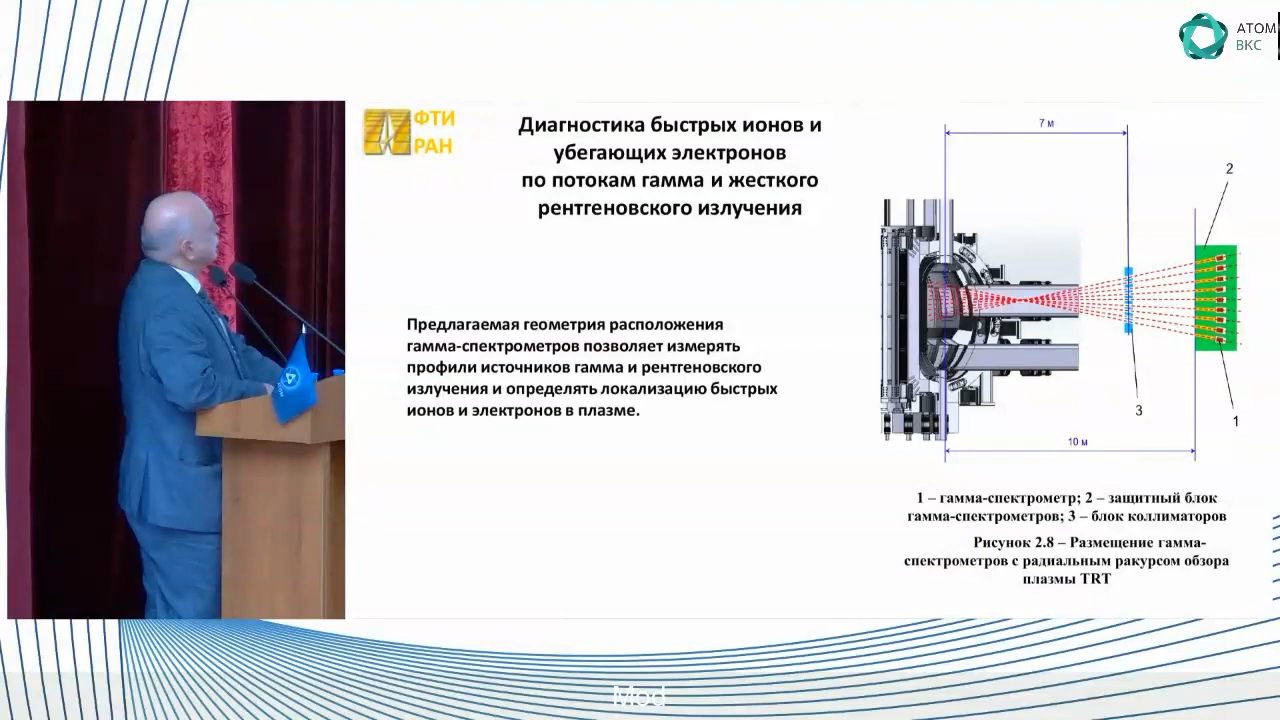 АТОМ
ВКС
ФТИ
РАН
Диагностика быстрых ионов и
убегающих электронов
по потокам гамма и жесткого
рентгеновского излучения
Предлагаемая геометрия расположения
гамма-спектрометров позволяет измерять
профили источников гамма и рентгеновского
излучения и определять локализацию быстрых
ионов и электронов в плазме.
7 м
2
3
1
10 м
1 – гамма-спектрометр; 2 – защитный блок
гамма-спектрометров; 3 – блок коллиматоров
Рисунок 2.8 – Размещение гамма-
спектрометров с радиальным ракурсом обзора
плазмы TRT
Mod